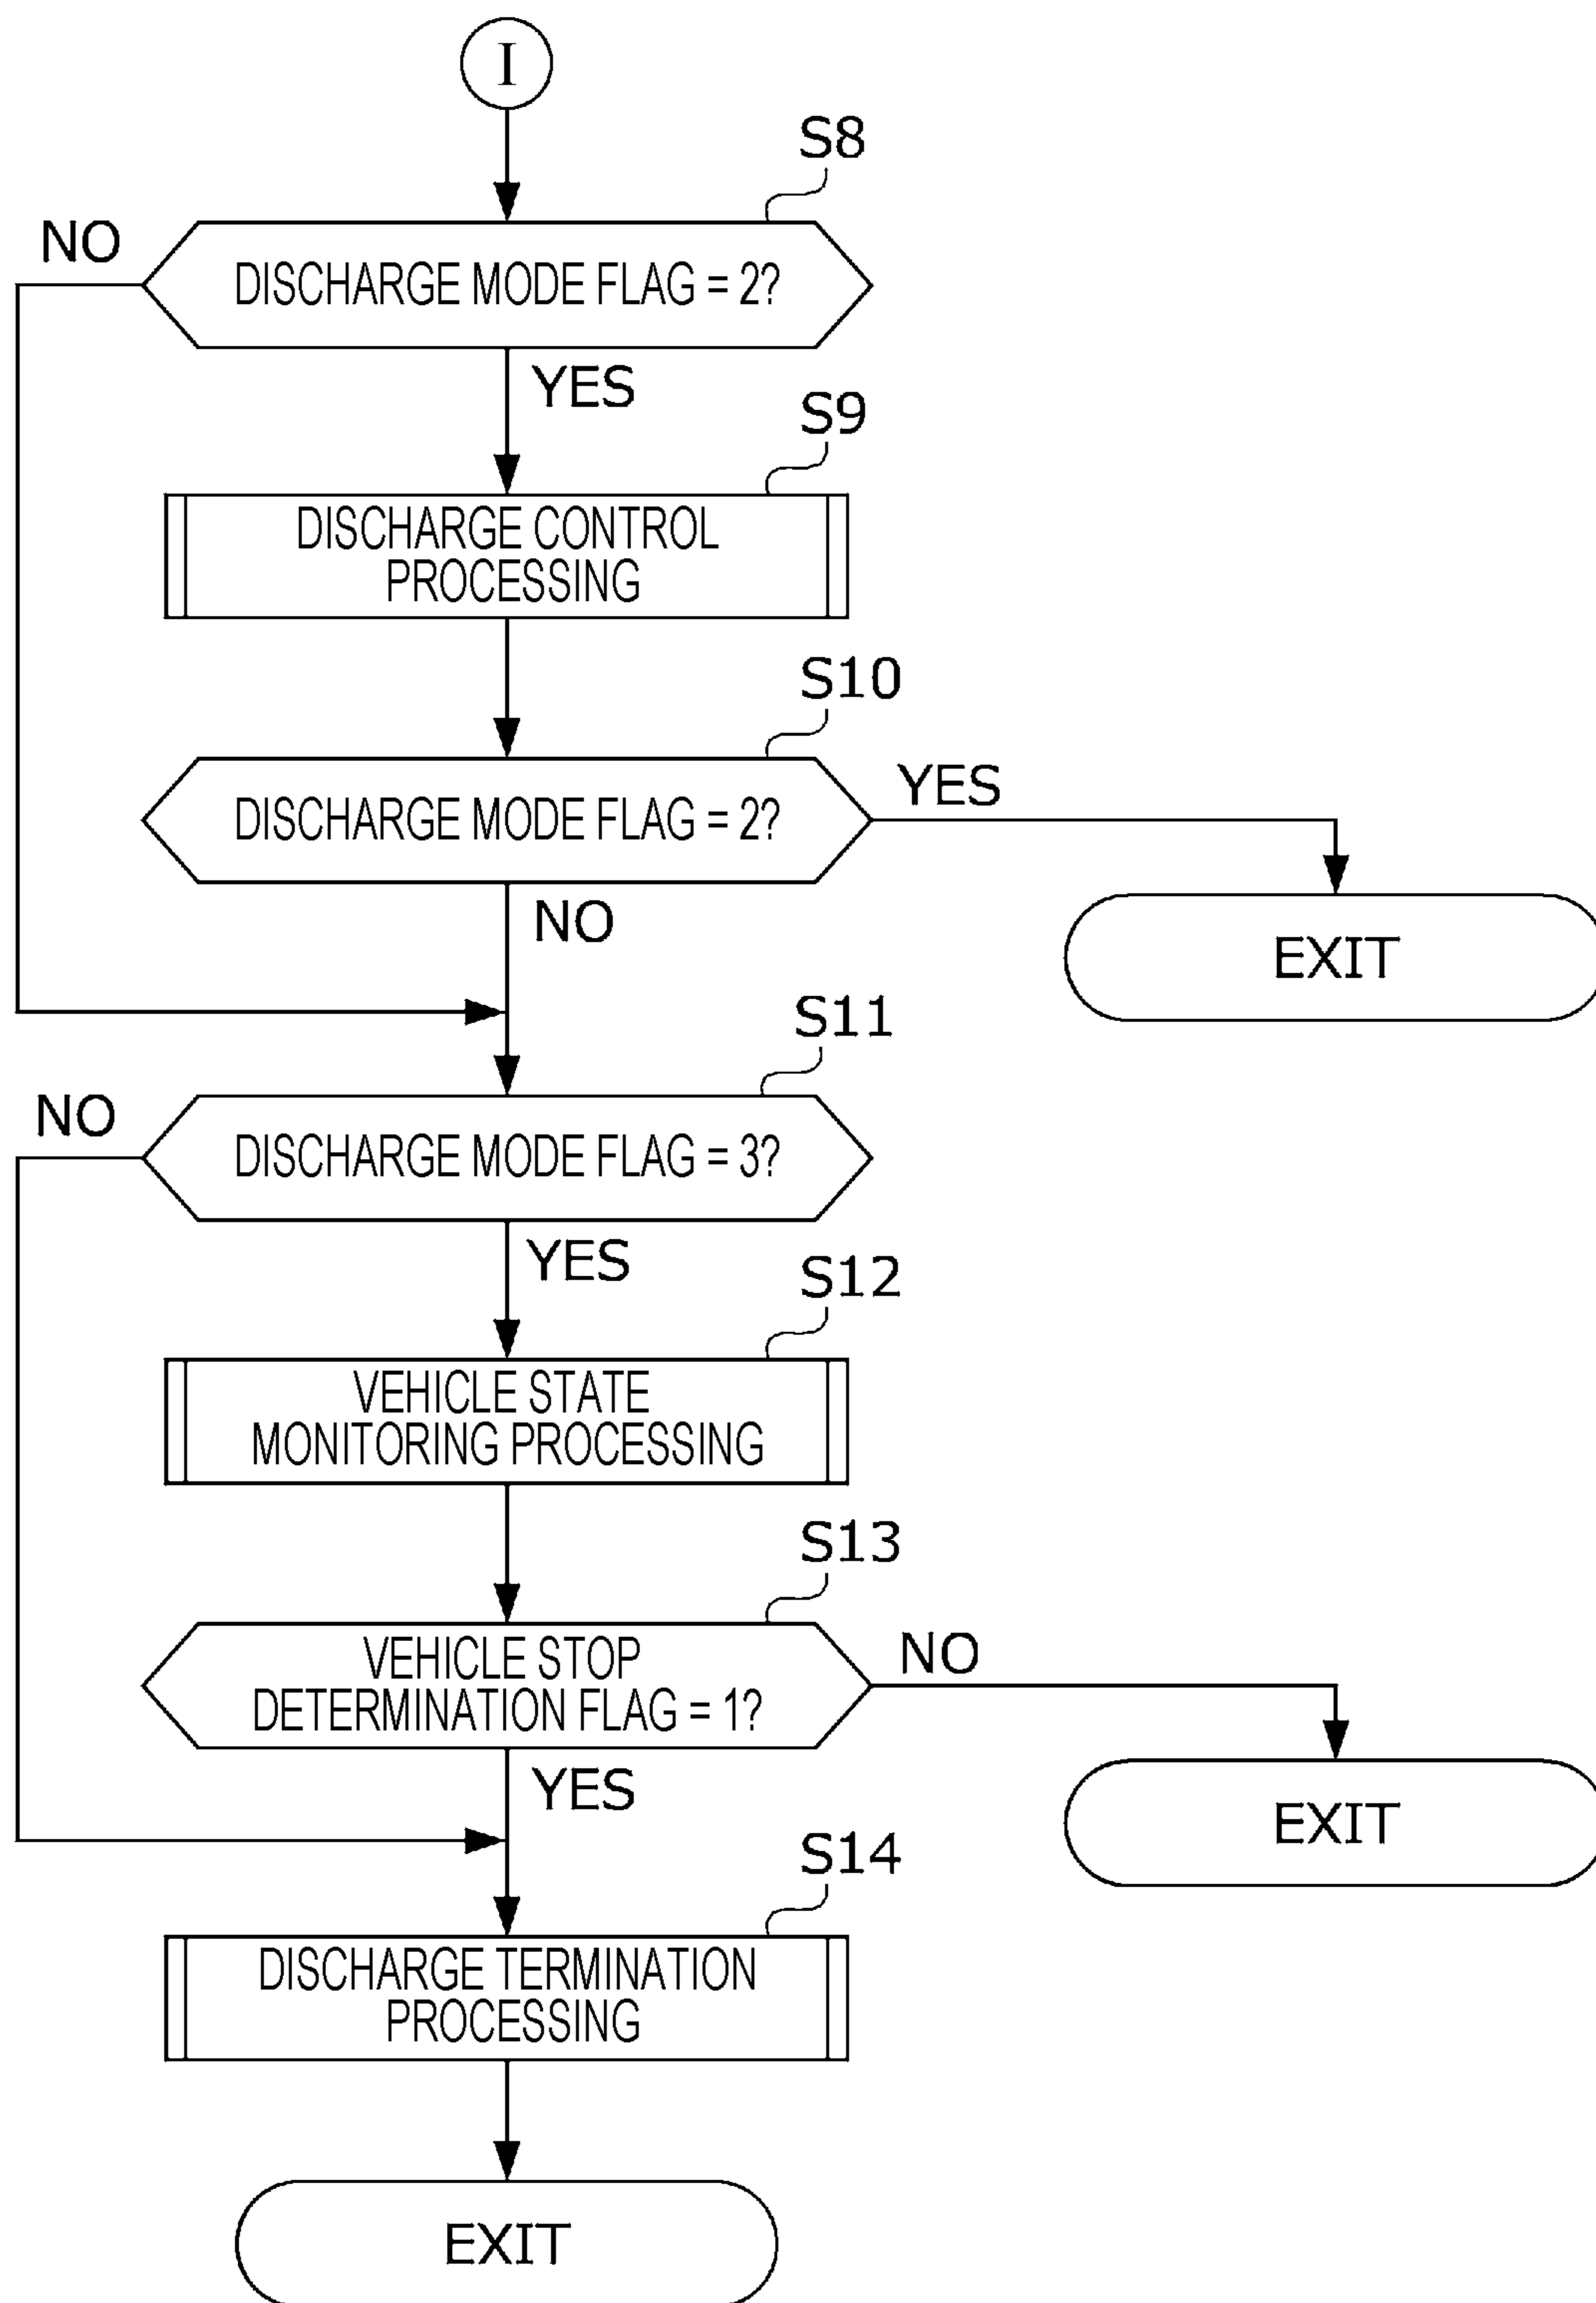 I
S8
NO
DISCHARGE MODE FLAG = 2?
YES
S9
DISCHARGE CONTROL
PROCESSING
S10
DISCHARGE MODE FLAG = 2?
YES
NO
EXIT
S11
NO
DISCHARGE MODE FLAG = 3?
YES
S12
VEHICLE STATE
MONITORING PROCESSING
S13
VEHICLE STOP
DETERMINATION FLAG = 1?
NO
YES
EXIT
S14
DISCHARGE TERMINATION
PROCESSING
EXIT